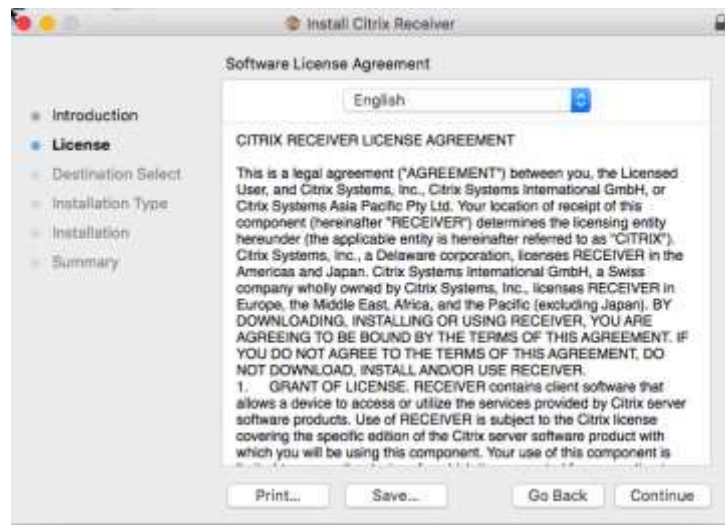 Install Citrix Receiver
Software License Agreement
Introduction
License
Destination Select
Installation Type
Installation
Summary
English
CITRIX RECEIVER LICENSE AGREEMENT
This is a legal agreement ("AGREEMENT") between you, the Licensed
User, and Citrix Systems, Inc., Citrix Systems International GmbH, or
Citrix Systems Asia Pacific Pty Ltd. Your location of receipt of this
component (hereinafter "RECEIVER") determines the licensing entity
hereunder (the applicable entity is hereinafter referred to as "CITRIX").
Citrix Systems, Inc., a Delaware corporation, licenses RECEIVER in the
Americas and Japan. Citrix Systems International GmbH, a Swiss
company wholly owned by Citrix Systems, Inc., licenses RECEIVER in
Europe, the Middle East, Africa, and the Pacific (excluding Japan). BY
DOWNLOADING, INSTALLING OR USING RECEIVER, YOU ARE
AGREEING TO BE BOUND BY THE TERMS OF THIS AGREEMENT. IF
YOU DO NOT AGREE TO THE TERMS OF THIS AGREEMENT, DO
NOT DOWNLOAD, INSTALL AND/OR USE RECEIVER.
1. GRANT OF LICENSE. RECEIVER contains client software that
allows a device to access or utilize the services provided by Citrix server
software products. Use of RECEIVER is subject to the Citrix license
covering the specific edition of the Citrix server software product with
which you will be using this component. Your use of this component is
Print...
Save...
Go Back
Continue